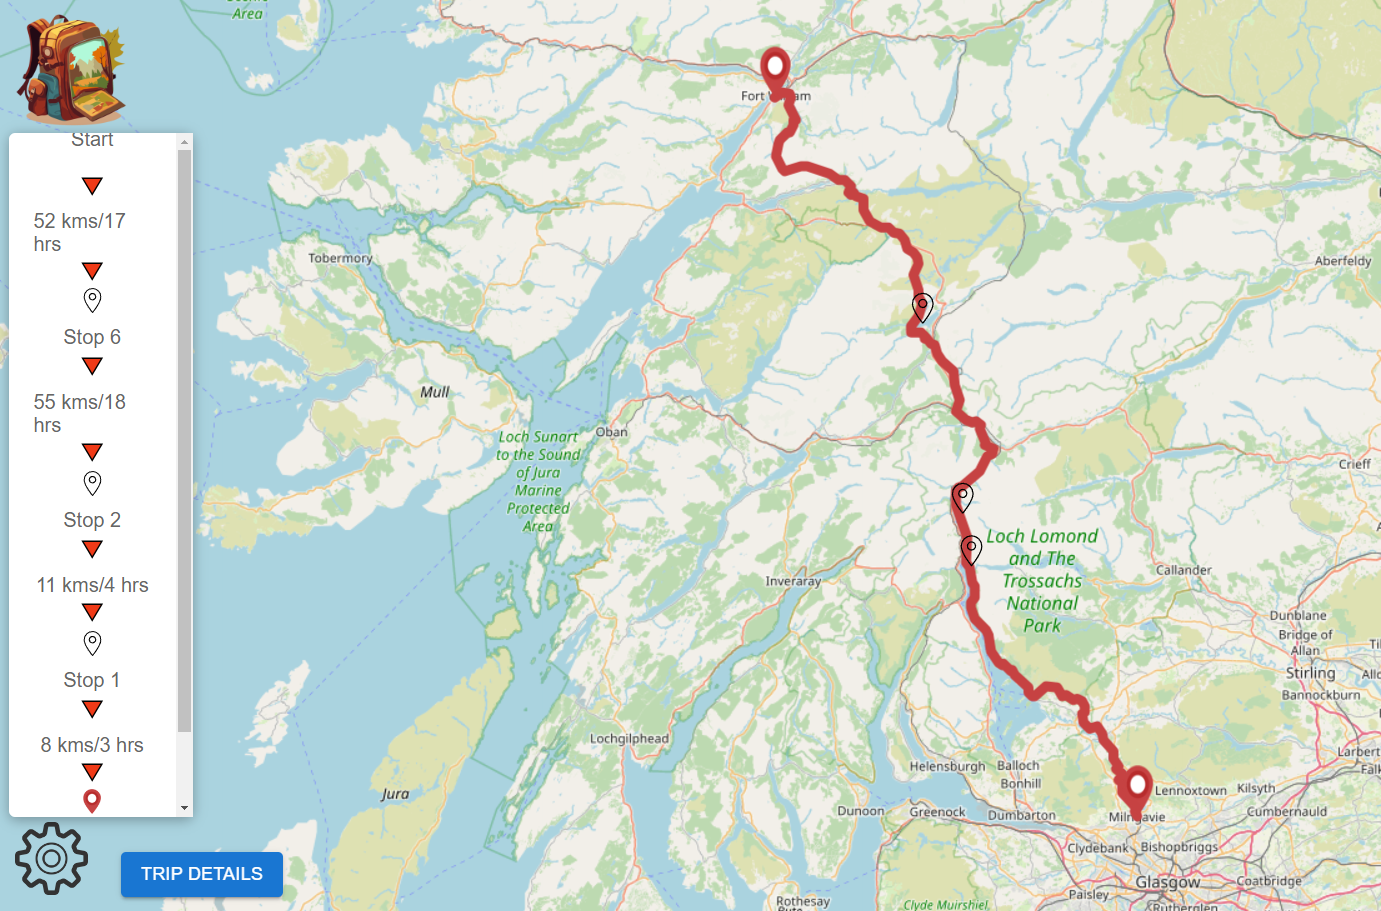 Area
Start
52 kms/17
hrs
Stop 6
55 kms/18
hrs
Stop 2
11 kms/4 hrs
Stop 1
8 kms/3 hrs
TRIP DETAILS
Tobermory
Mull
Loch Sunart
to the Sound
of Jura
Marine
Protected
Area
Oban
Inveraray
Lochgilphead
Jura
Aberfeldy
Crieff
Loch Lomond
and The
Trossachs
National
Park
Callander
Dunblane
Bridge of
Allan
Stirling
Bannockburn
Helensburgh
Balloch
Bonhill
Lennoxtown
Kilsyth
Dunoon
Greenock
Dumbarton
Cumbernauld
Clydebank
Bishopbriggs
Glasgow
Coatbridge
Paisley
Rutherglen
Rothesay
Clyde Muirshiel